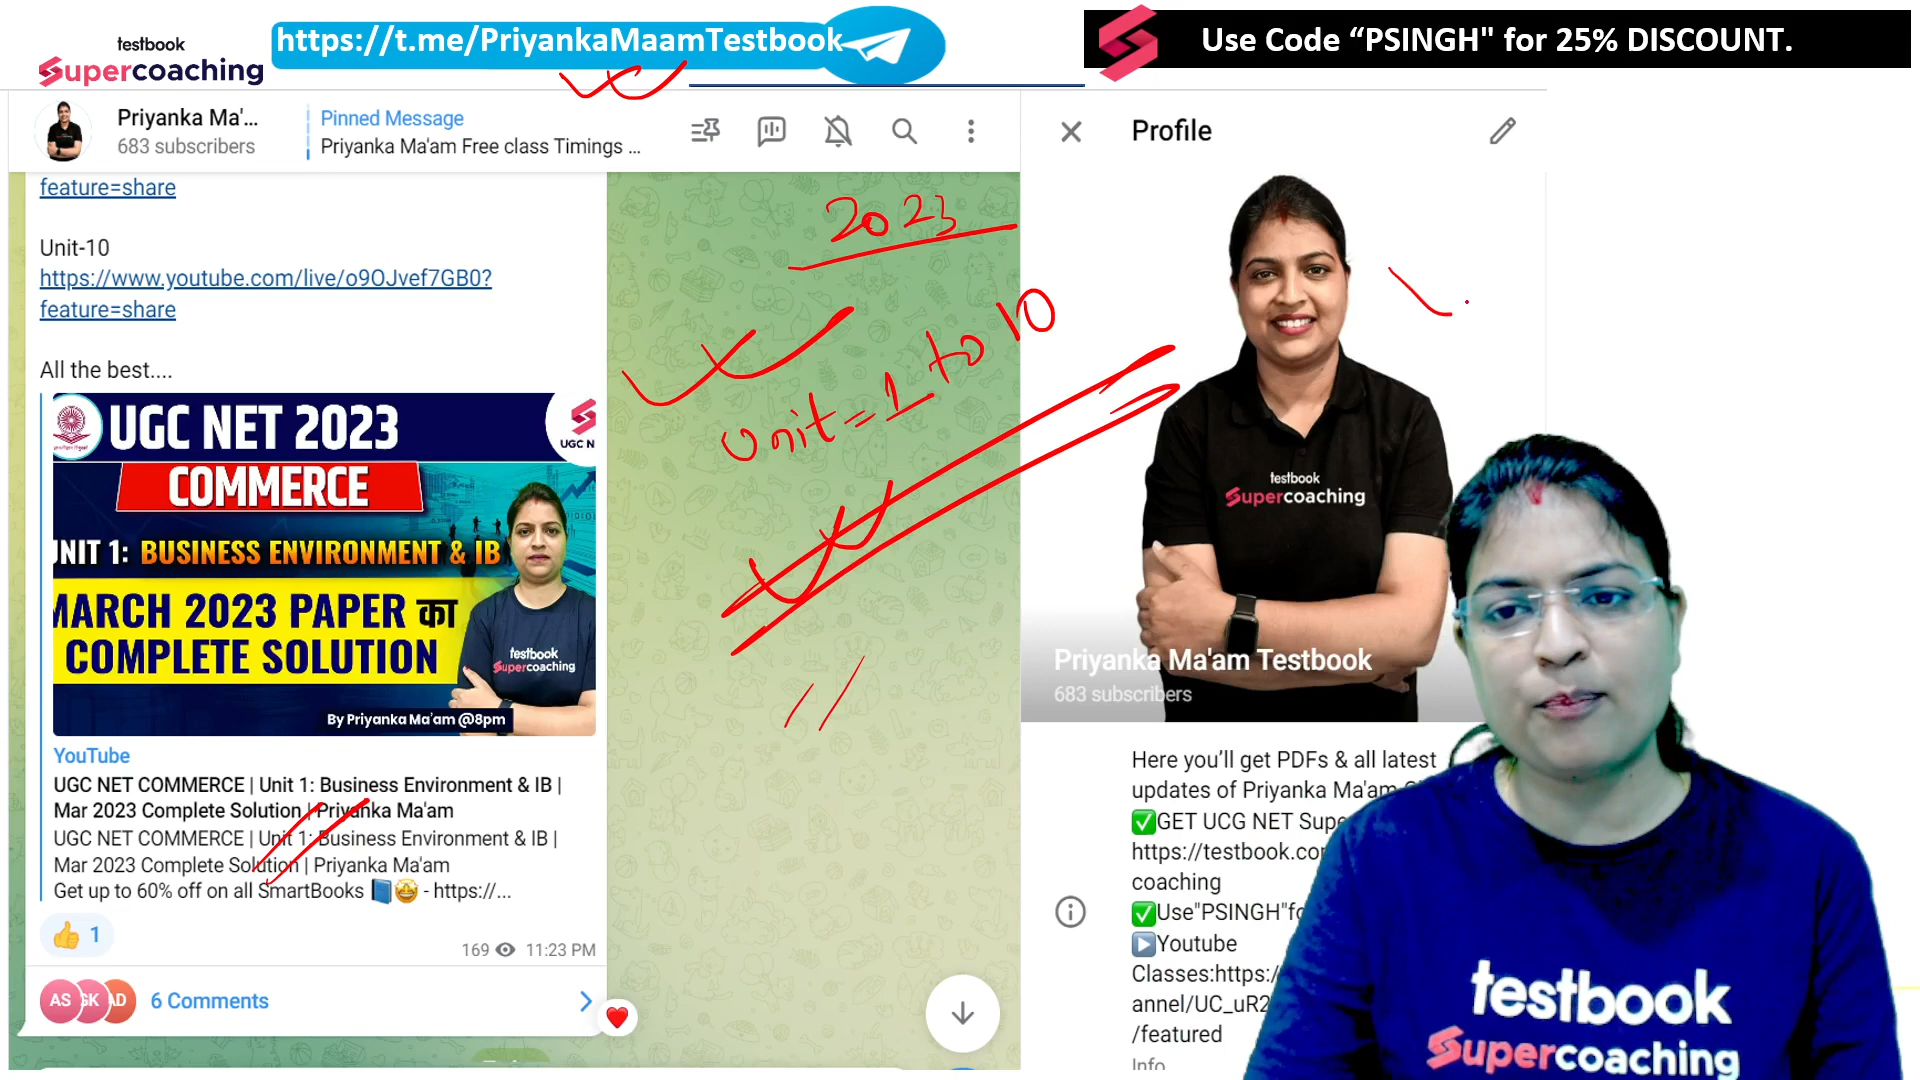 testbook
Supercoaching
https://t.me/PriyankaMaamTestbook
Use Code “PSINGH" for 25% DISCOUNT.
Priyanka Ma'...
683 subscribers
Pinned Message
Priyanka Ma'am Free class Timings ...
Profile
feature=share
Unit-10
https://www.youtube.com/live/o9OJvef7GB0?
feature=share
All the best....
UGC NET 2023
UGC N
COMMERCE
UNIT 1: BUSINESS ENVIRONMENT & IB
MARCH 2023 PAPER का
COMPLETE SOLUTION
testbook
Supercoaching
By Priyanka Ma'am @8pm
YouTube
UGC NET COMMERCE | Unit 1: Business Environment & IB |
Mar 2023 Complete Solution | Priyanka Ma'am
UGC NET COMMERCE | Unit 1: Business Environment & IB |
Mar 2023 Complete Solution | Priyanka Ma'am
Get up to 60% off on all SmartBooks 📘🤩 - https://...
👍 1
169 11:23 PM
AS GK AD
6 Comments
2023
Unit = 1 to 10
testbook
Supercoaching
Priyanka Ma'am Testbook
683 subscribers
Here you’ll get PDFs & all latest
updates of Priyanka Ma'am
✅GET UCG NET Supe
https://testbook.co
coaching
✅Use"PSINGH"fo
▶️Youtube
Classes:https:/
annel/UC_uR2
/featured
Info
testbook
Supercoaching